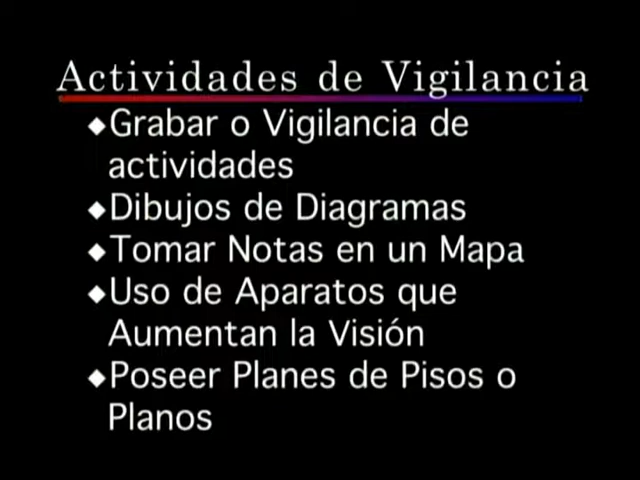 Actividades de Vigilancia
◆Grabar o Vigilancia de
actividades
◆Dibujos de Diagramas
◆Tomar Notas en un Mapa
◆Uso de Aparatos que
Aumentan la Visión
◆Poseer Planes de Pisos o
Planos